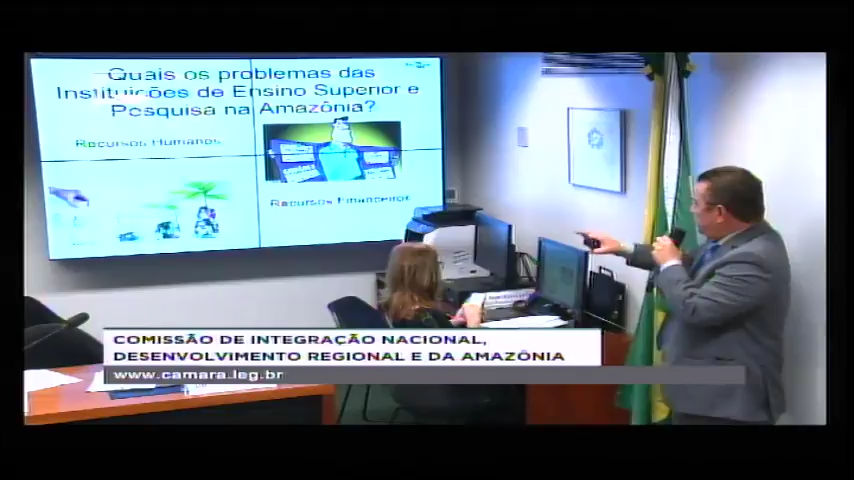 Quais os problemas das
Instituições de Ensino Superior e
Pesquisa na Amazônia?
Recursos Humanos
Recursos Financeiros
COMISSÃO DE INTEGRAÇÃO NACIONAL,
DESENVOLVIMENTO REGIONAL E DA AMAZÔNIA
www.camara.leg.br